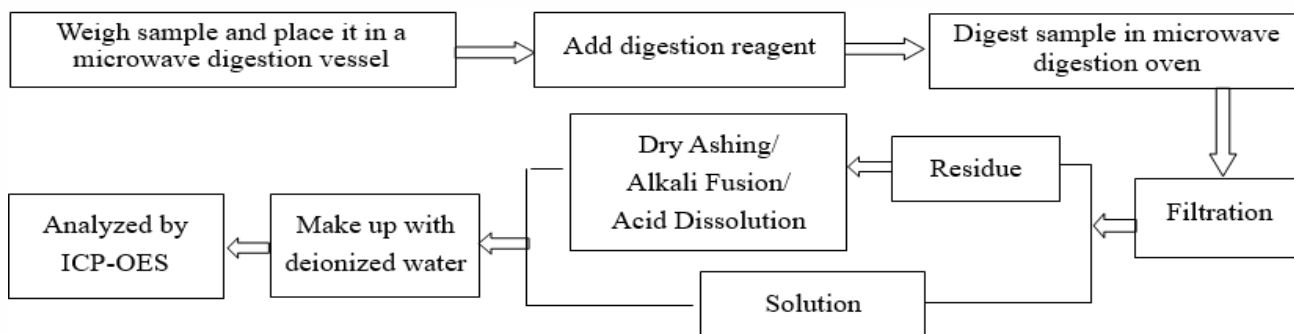 Weigh sample and place it in a
microwave digestion vessel
Add digestion reagent
Digest sample in microwave
digestion oven
Filtration
Residue
Dry Ashing/
Alkali Fusion/
Acid Dissolution
Solution
Make up with
deionized water
Analyzed by
ICP-OES